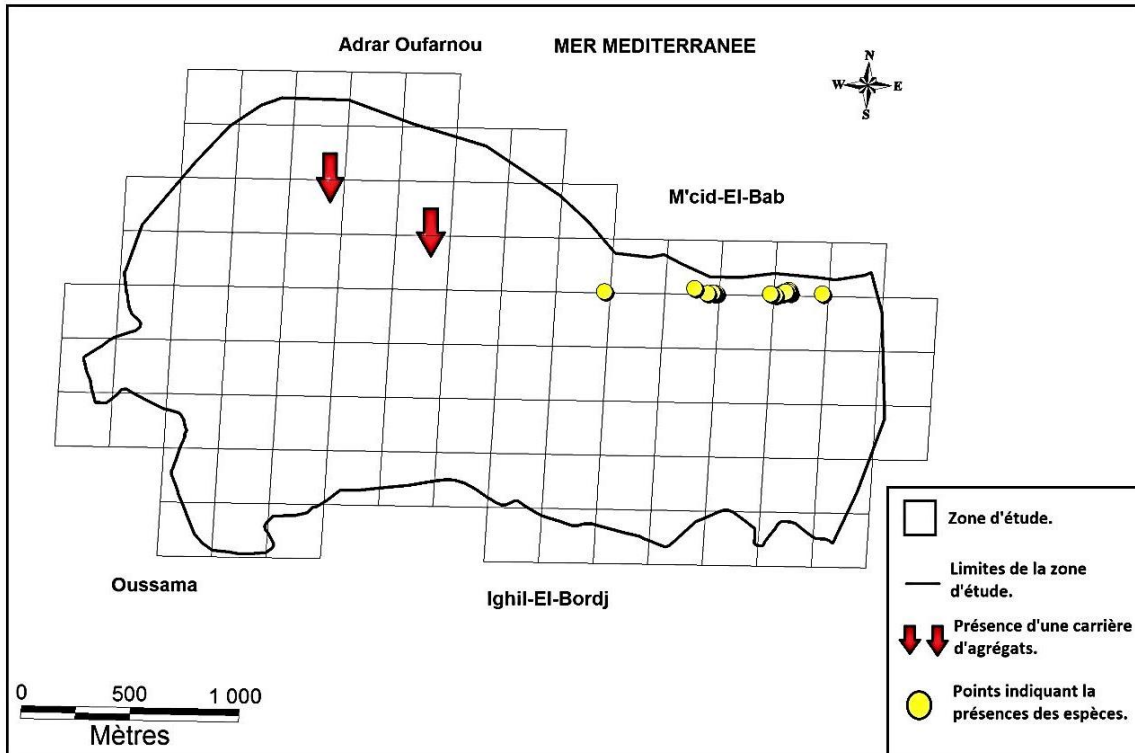 Adrar Oufarnou
MER MEDITERRANEE
N
W E
S
M'cid-El-Bab
Oussama
Ighil-El-Bordj
0 500 1 000
Mètres
Zone d'étude.
Limites de la zone
d'étude.
Présence d'une carrière
d'agrégats.
Points indiquant la
présences des espèces.